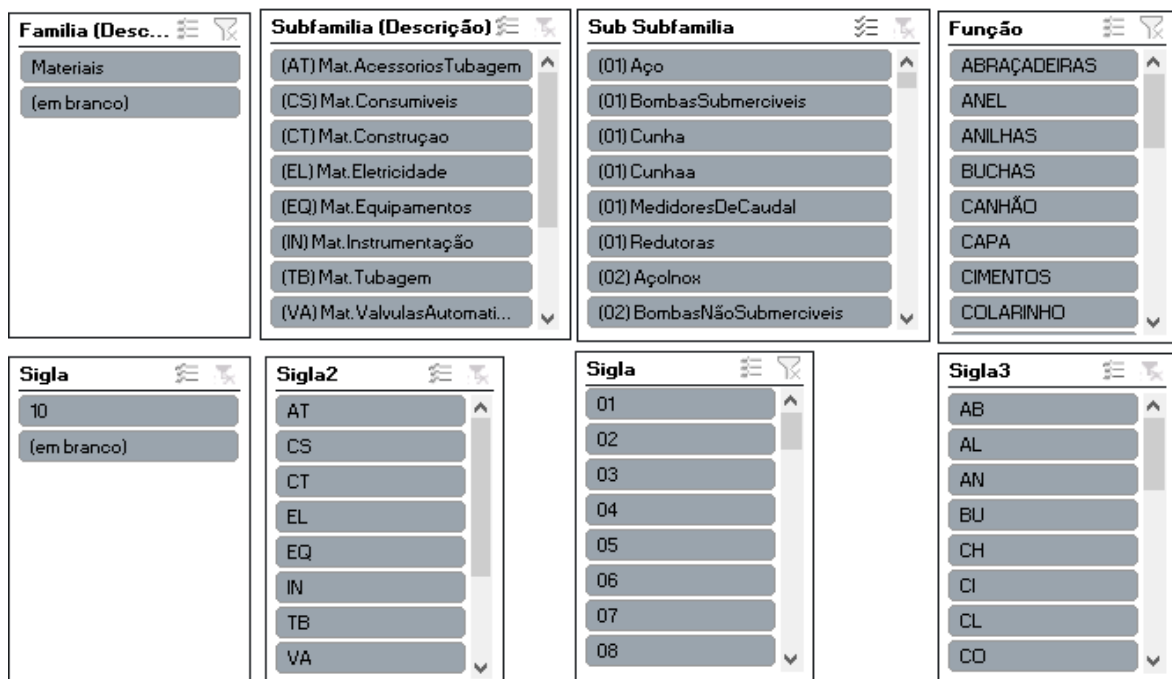 Familia (Desc...
Materiais
(em branco)
Subfamilia (Descrição)
(AT) Mat.AcessoriosTubagem
(CS) Mat.Consumiveis
(CT) Mat.Construçao
(EL) Mat.Eletricidade
(EQ) Mat.Equipamentos
(IN) Mat.Instrumentação
(TB) Mat.Tubagem
(VA) Mat.ValvulasAutomati...
Sub Subfamilia
(01) Aço
(01) BombasSubmerciveis
(01) Cunha
(01) Cunhaa
(01) MedidoresDeCaudal
(01) Redutoras
(02) AçoInox
(02) BombasNãoSubmerciveis
Função
ABRAÇADEIRAS
ANEL
ANILHAS
BUCHAS
CANHÃO
CAPA
CIMENTOS
COLARINHO
Sigla
10
(em branco)
Sigla2
AT
CS
CT
EL
EQ
IN
TB
VA
Sigla
01
02
03
04
05
06
07
08
Sigla3
AB
AL
AN
BU
CH
CI
CL
CO